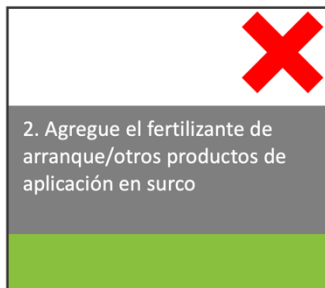 2. Agregue el fertilizante de
arranque/otros productos de
aplicación en surco